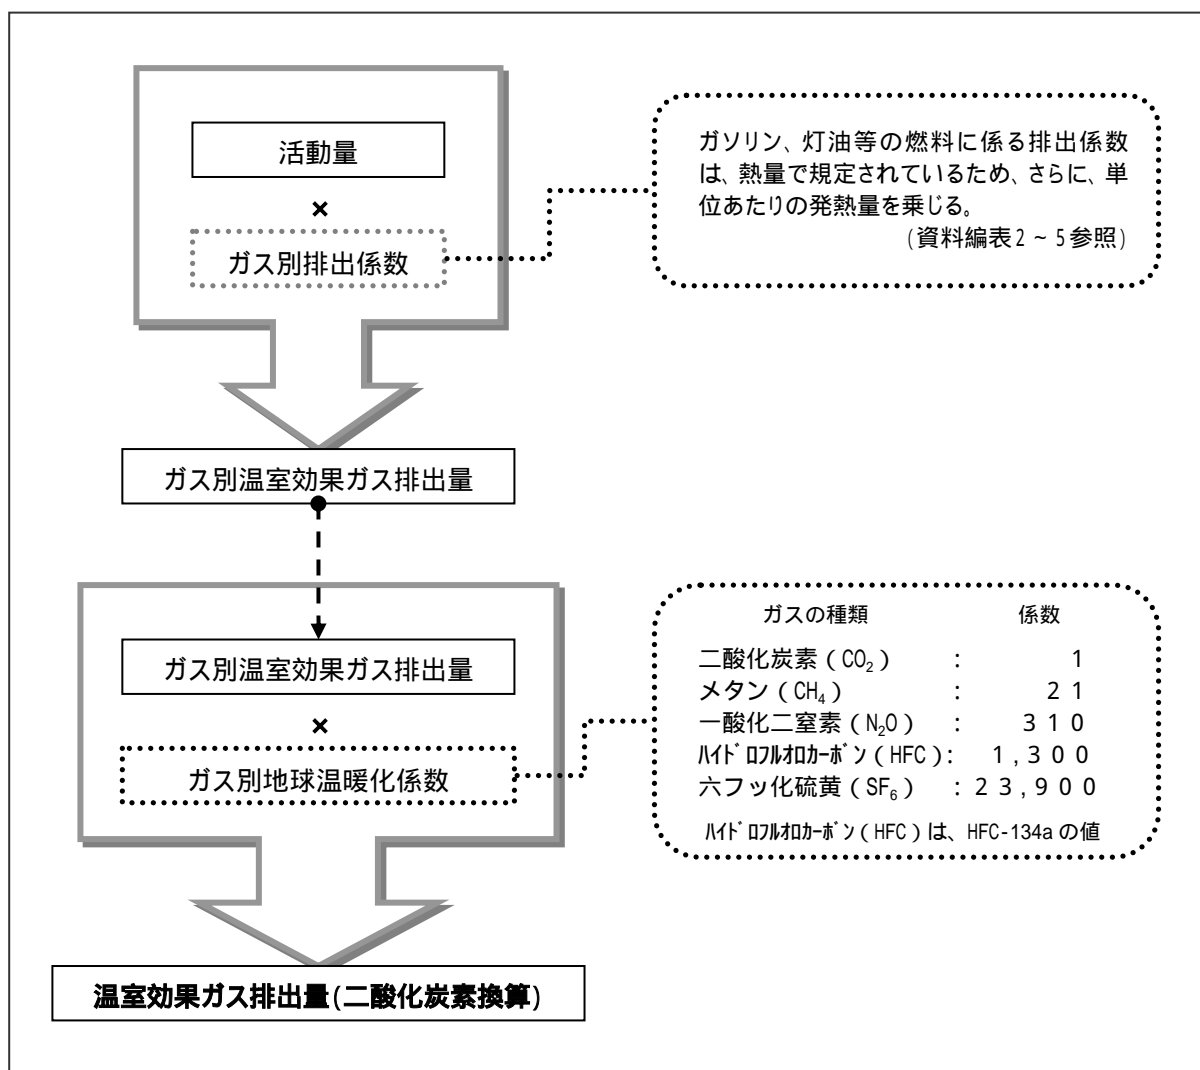 活動量
×
ガス別排出係数
ガソリン、灯油等の燃料に係る排出係数
は、熱量で規定されているため、さらに、単
位あたりの発熱量を乗じる。
(資料編表2~5参照)
ガス別温室効果ガス排出量
ガス別温室効果ガス排出量
×
ガス別地球温暖化係数
ガスの種類 係数
二酸化炭素(CO₂) : 1
メタン(CH₄) : 21
一酸化二窒素(N₂O) : 310
ﾊｲﾄﾞﾛﾌﾙｵﾛｶｰﾎﾞﾝ(HFC): 1,300
六フッ化硫黄(SF₆) : 23,900
ﾊｲﾄﾞﾛﾌﾙｵﾛｶｰﾎﾞﾝ(HFC)は、HFC-134aの値
温室効果ガス排出量(二酸化炭素換算)